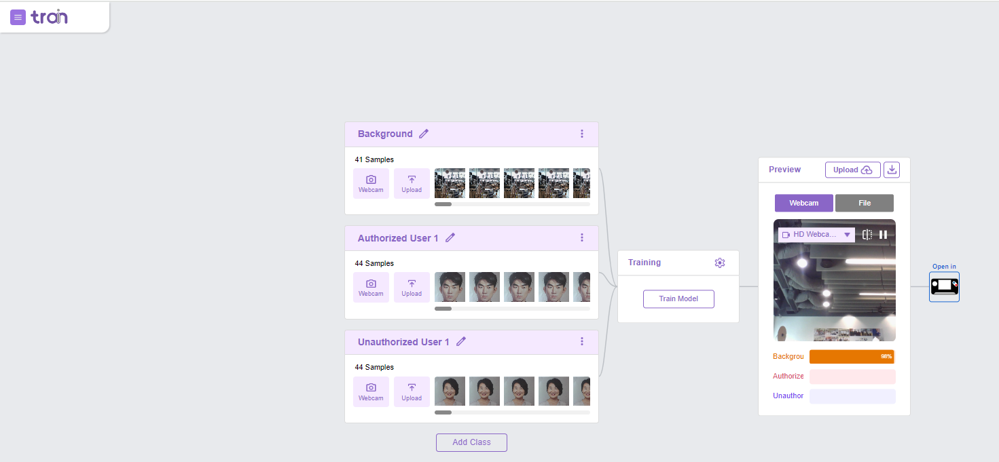 train
Background
41 Samples
Webcam
Upload
Authorized User 1
44 Samples
Webcam
Upload
Unauthorized User 1
44 Samples
Webcam
Upload
Add Class
Training
Train Model
Preview
Upload
Webcam
File
HD Webca...
Backgrou
98%
Authorize
Unauthor
Open in